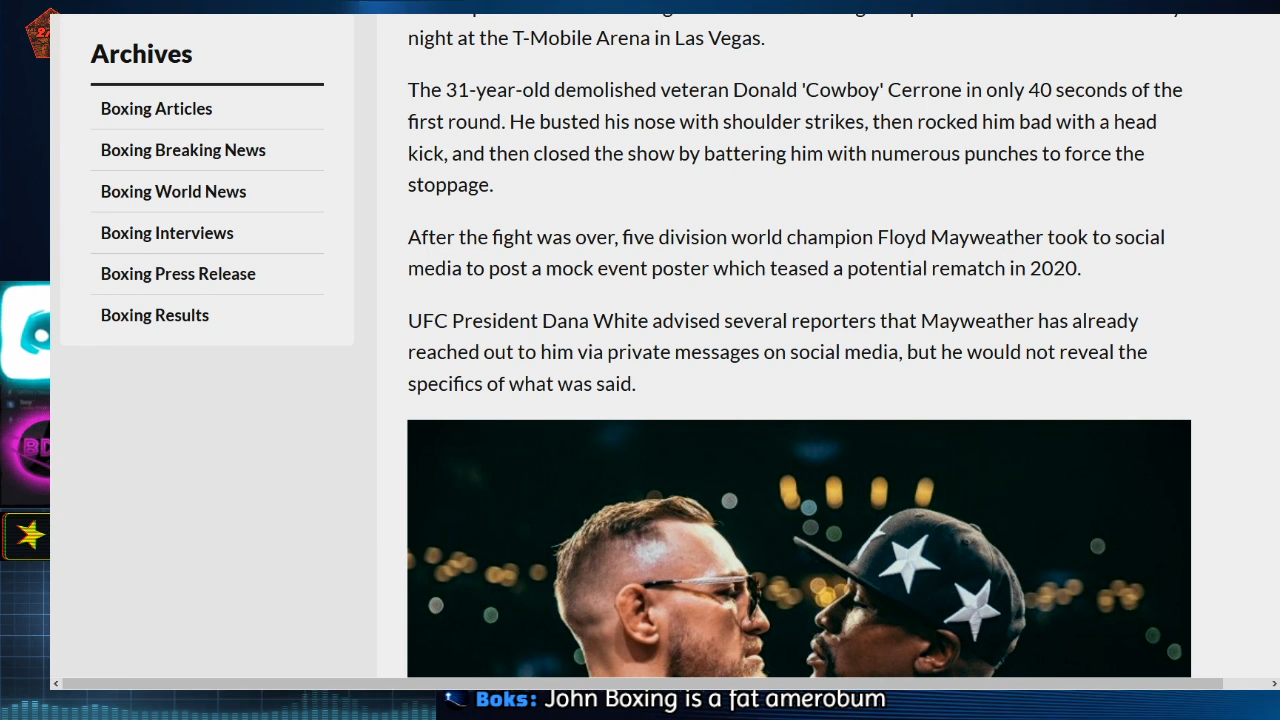 Archives
Boxing Articles
Boxing Breaking News
Boxing World News
Boxing Interviews
Boxing Press Release
Boxing Results
night at the T-Mobile Arena in Las Vegas.
The 31-year-old demolished veteran Donald 'Cowboy' Cerrone in only 40 seconds of the
first round. He busted his nose with shoulder strikes, then rocked him bad with a head
kick, and then closed the show by battering him with numerous punches to force the
stoppage.
After the fight was over, five division world champion Floyd Mayweather took to social
media to post a mock event poster which teased a potential rematch in 2020.
UFC President Dana White advised several reporters that Mayweather has already
reached out to him via private messages on social media, but he would not reveal the
specifics of what was said.
Boks: John Boxing is a fat amerobum